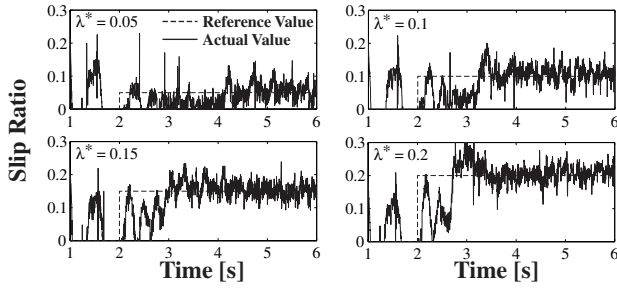 λ* = 0.05
Reference Value
Actual Value
0.3
0.2
0.1
0
1 2 3 4 5 6
λ* = 0.1
0.3
0.2
0.1
0
1 2 3 4 5 6
λ* = 0.15
0.3
0.2
0.1
0
1 2 3 4 5 6
λ* = 0.2
0.3
0.2
0.1
0
1 2 3 4 5 6
Slip Ratio
Time [s]
Time [s]